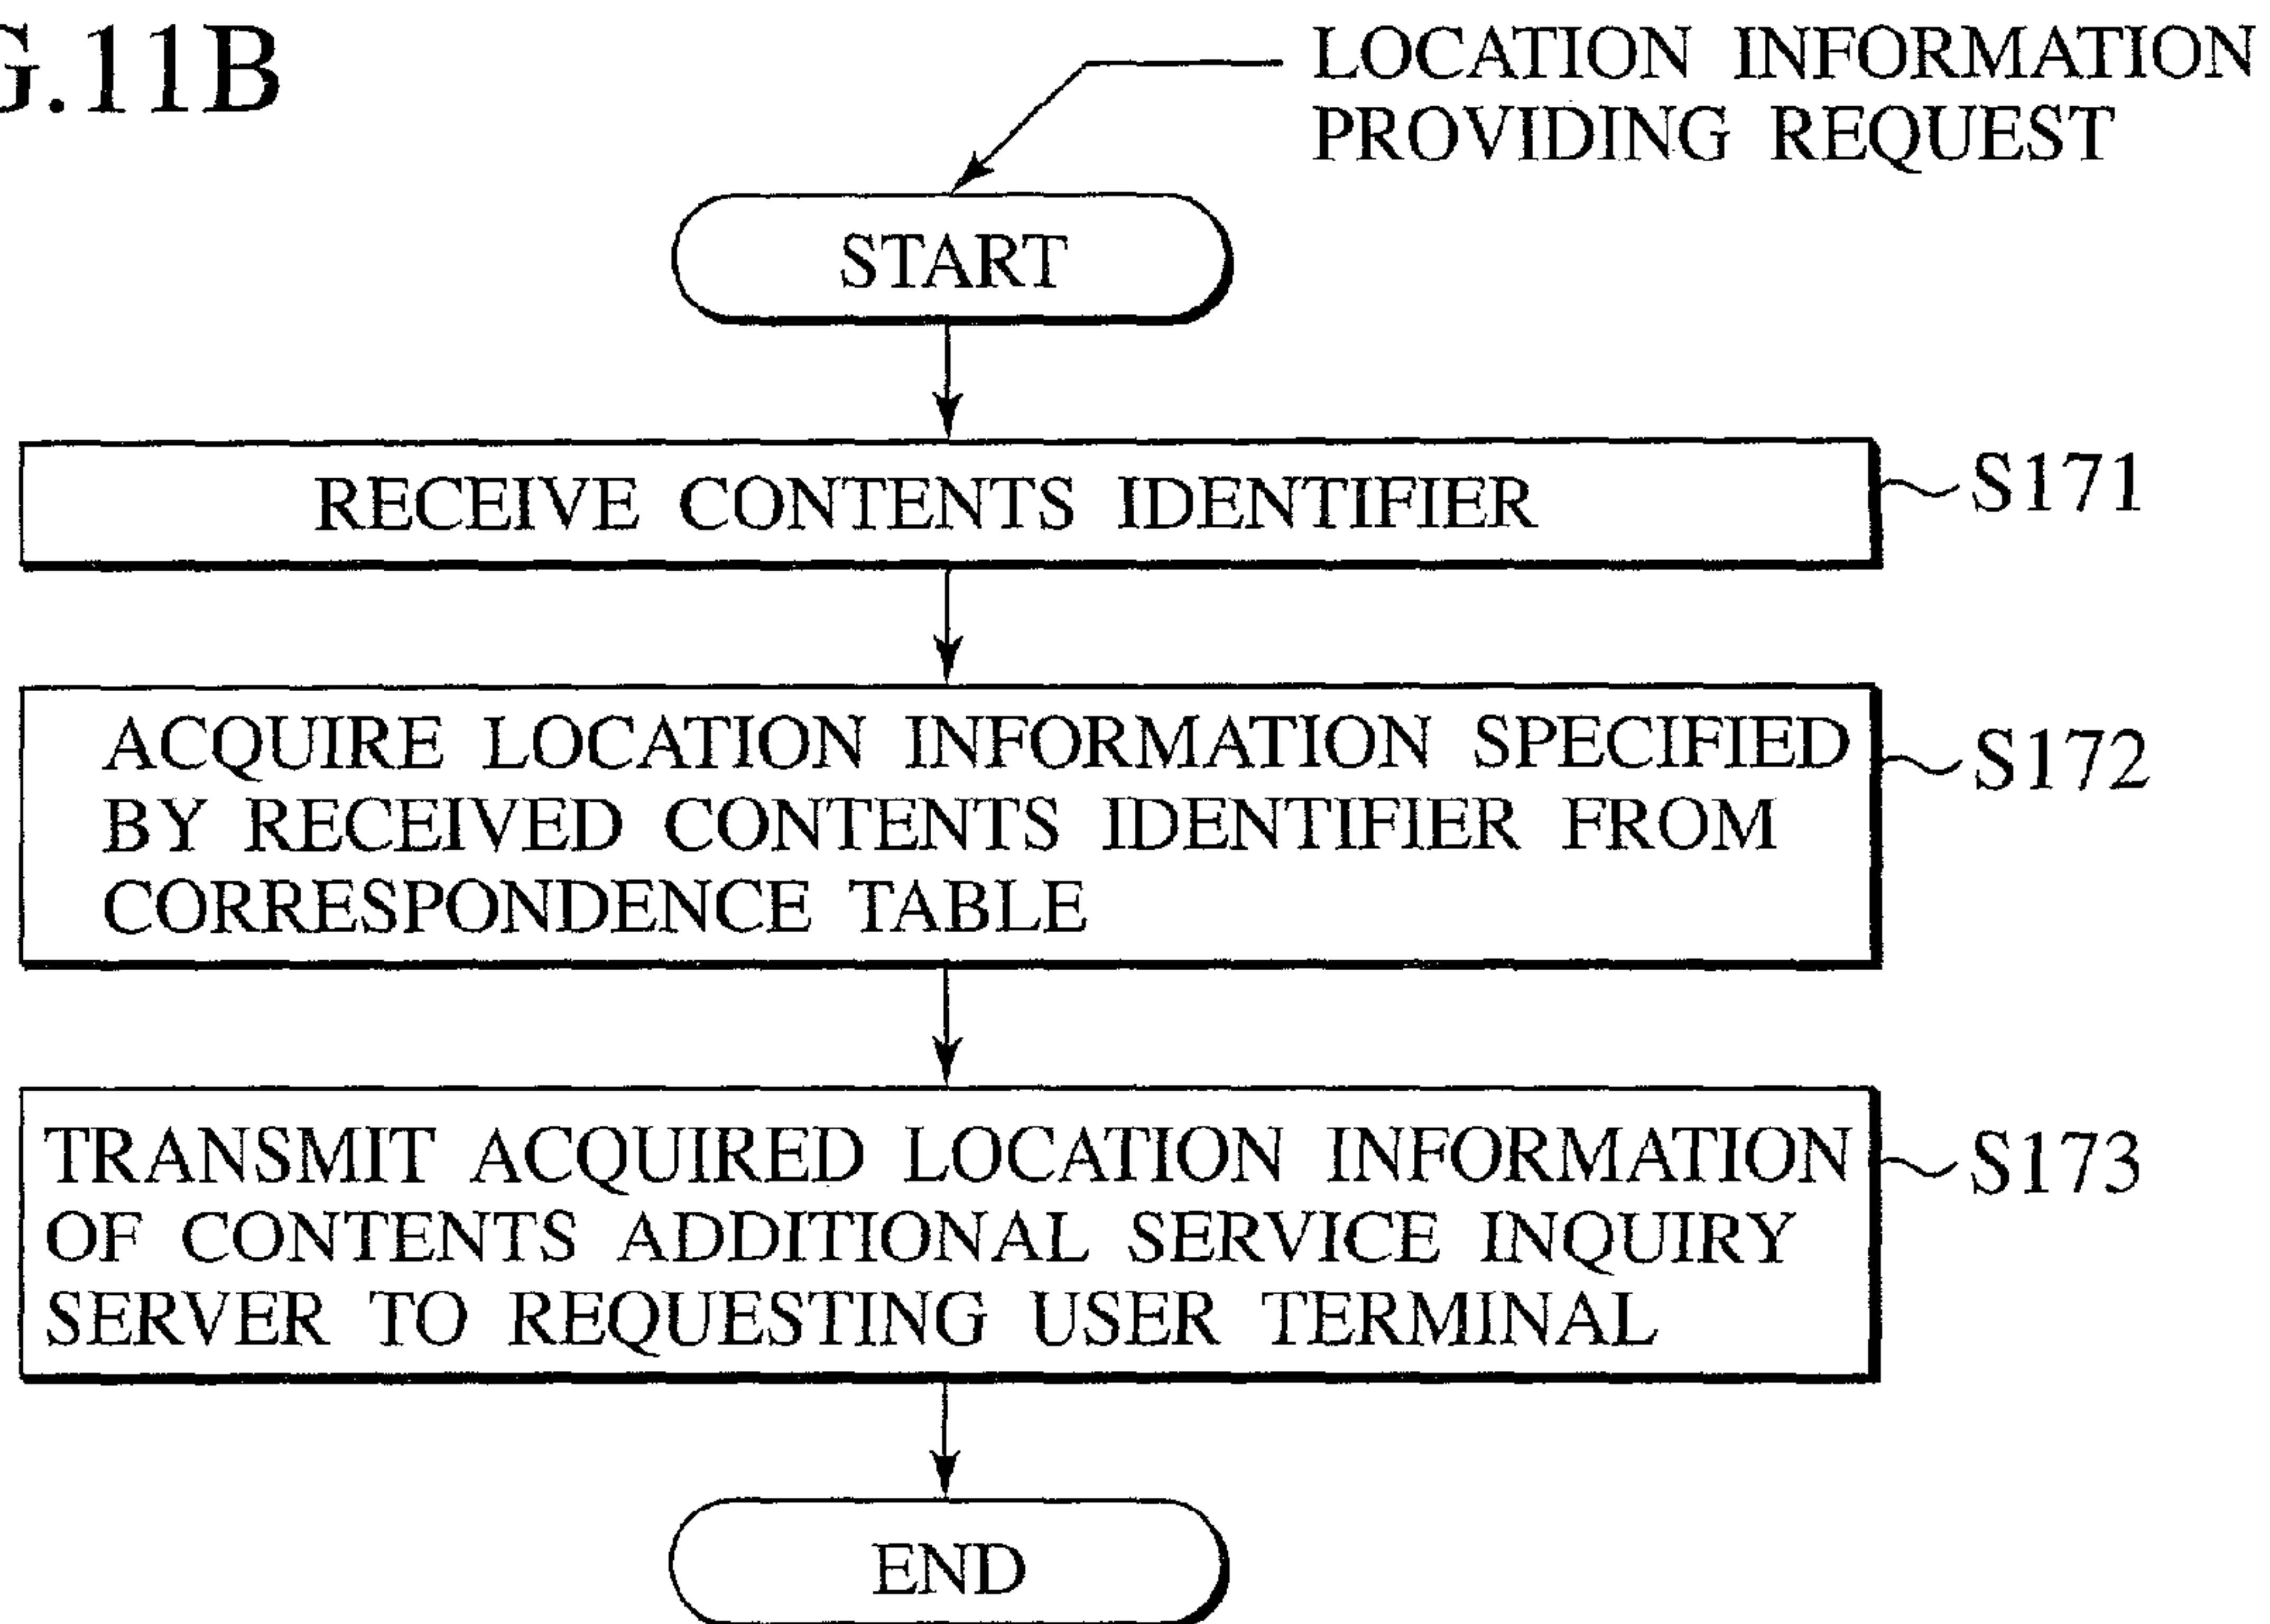 G.11B
LOCATION INFORMATION
PROVIDING REQUEST
START
RECEIVE CONTENTS IDENTIFIER
S171
ACQUIRE LOCATION INFORMATION SPECIFIED
BY RECEIVED CONTENTS IDENTIFIER FROM
CORRESPONDENCE TABLE
S172
TRANSMIT ACQUIRED LOCATION INFORMATION
OF CONTENTS ADDITIONAL SERVICE INQUIRY
SERVER TO REQUESTING USER TERMINAL
S173
END